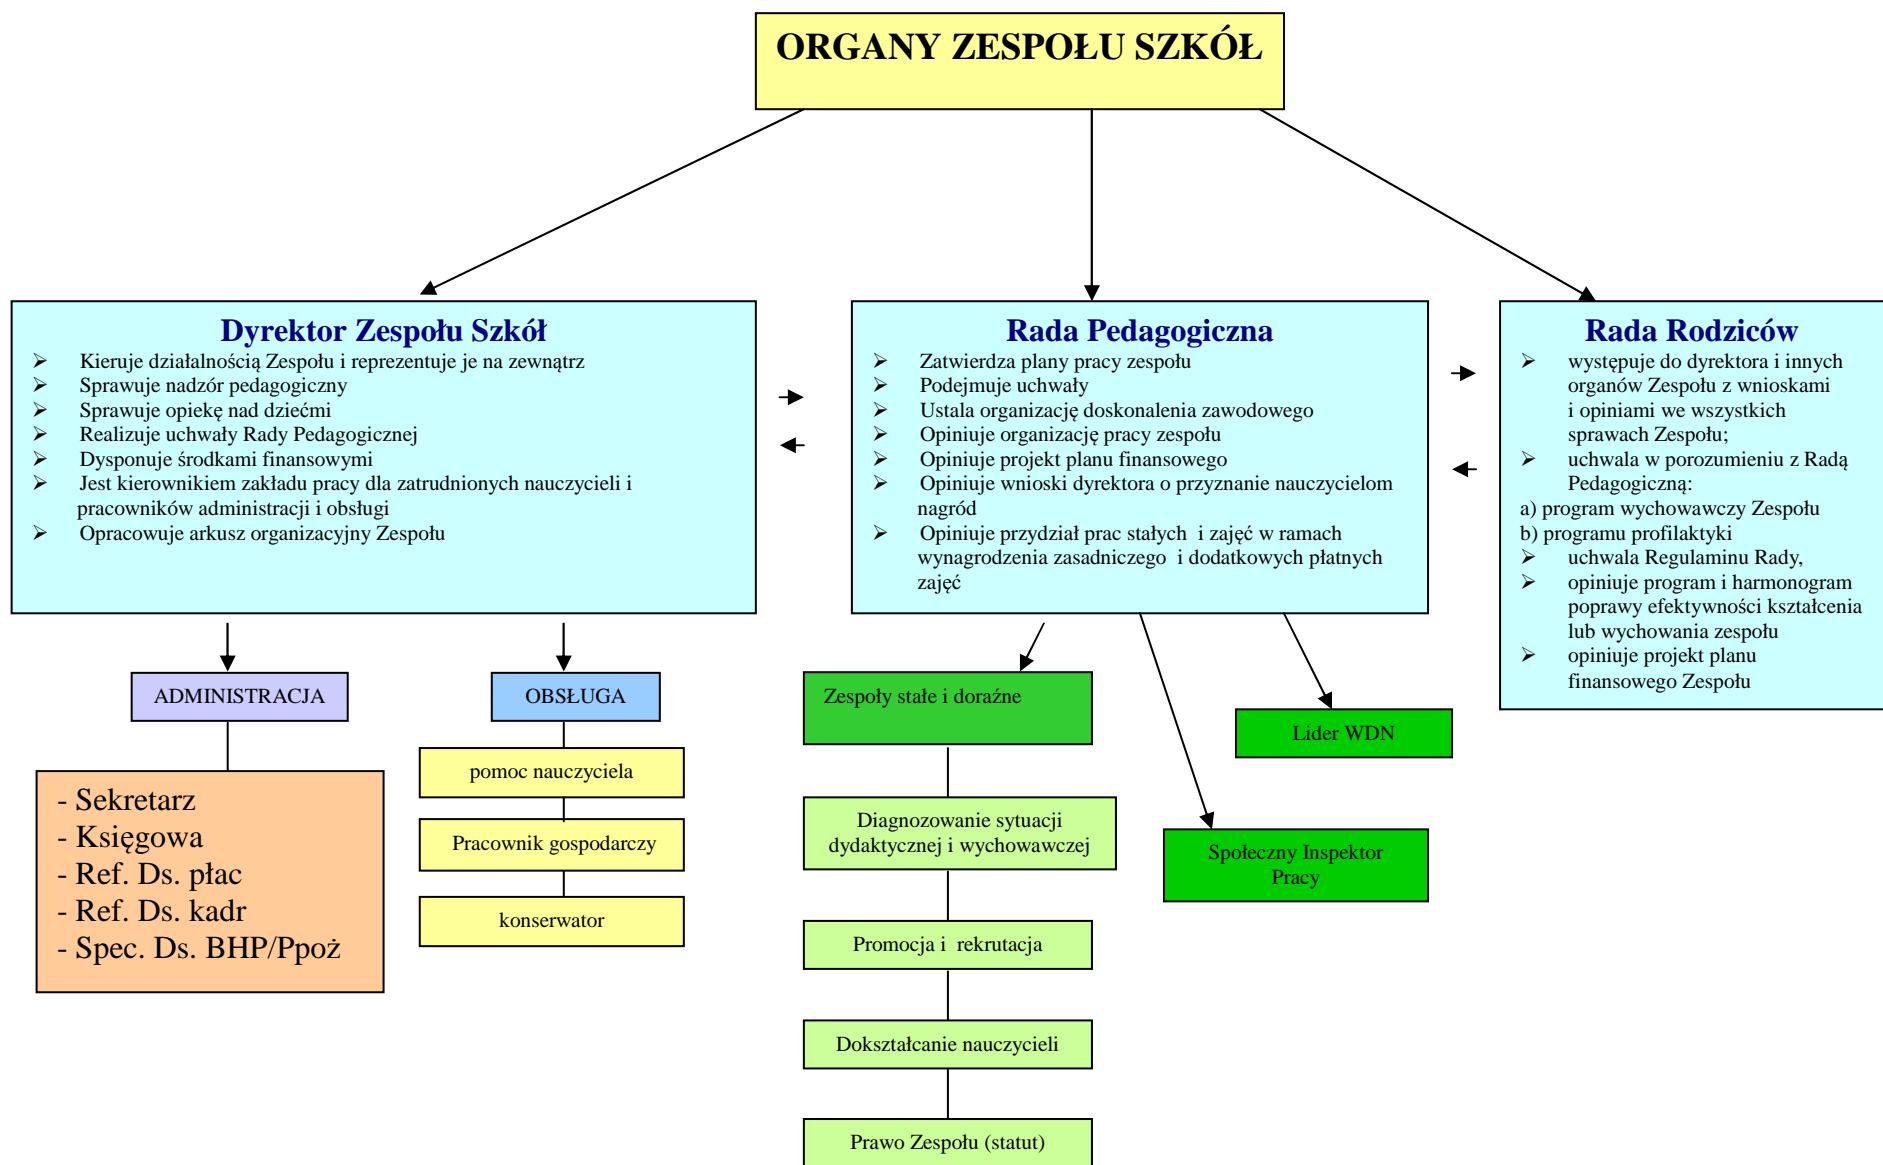 ORGANY ZESPOŁU SZKÓŁ
Dyrektor Zespołu Szkół
➢ Kieruje działalnością Zespołu i reprezentuje je na zewnątrz
➢ Sprawuje nadzór pedagogiczny
➢ Sprawuje opiekę nad dziećmi
➢ Realizuje uchwały Rady Pedagogicznej
➢ Dysponuje środkami finansowymi
➢ Jest kierownikiem zakładu pracy dla zatrudnionych nauczycieli i
pracowników administracji i obsługi
➢ Opracowuje arkusz organizacyjny Zespołu
Rada Pedagogiczna
➢ Zatwierdza plany pracy zespołu
➢ Podejmuje uchwały
➢ Ustala organizację doskonalenia zawodowego
➢ Opiniuje organizację pracy zespołu
➢ Opiniuje projekt planu finansowego
➢ Opiniuje wnioski dyrektora o przyznanie nauczycielom
nagród
➢ Opiniuje przydział prac stałych i zajęć w ramach
wynagrodzenia zasadniczego i dodatkowych płatnych
zajęć
Rada Rodziców
➢ występuje do dyrektora i innych
organów Zespołu z wnioskami
i opiniami we wszystkich
sprawach Zespołu;
➢ uchwala w porozumieniu z Radą
Pedagogiczną:
a) program wychowawczy Zespołu
b) programu profilaktyki
➢ uchwala Regulaminu Rady,
➢ opiniuje program i harmonogram
poprawy efektywności kształcenia
lub wychowania zespołu
➢ opiniuje projekt planu
finansowego Zespołu
ADMINISTRACJA
- Sekretarz
- Księgowa
- Ref. Ds. płac
- Ref. Ds. kadr
- Spec. Ds. BHP/Ppoż
OBSŁUGA
pomoc nauczyciela
Pracownik gospodarczy
konserwator
Zespoły stałe i doraźne
Diagnozowanie sytuacji
dydaktycznej i wychowawczej
Promocja i rekrutacja
Dokształcanie nauczycieli
Prawo Zespołu (statut)
Lider WDN
Społeczny Inspektor
Pracy